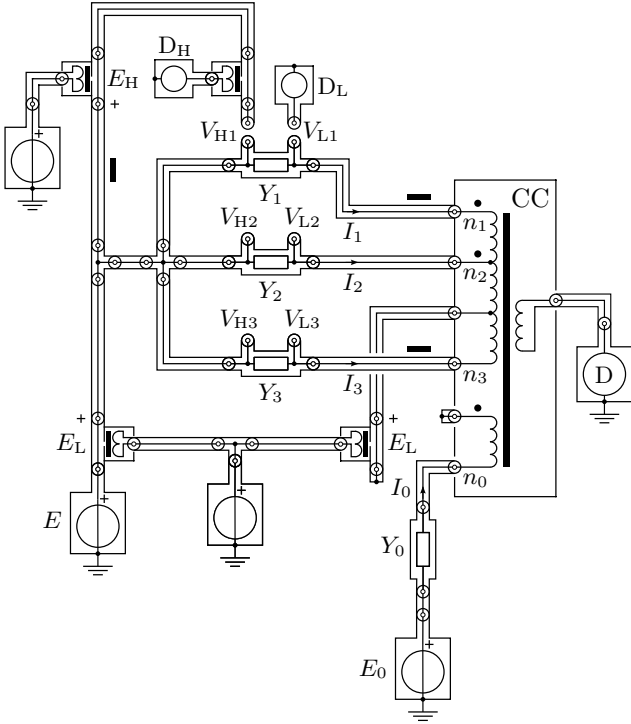 D_H
D_L
E_H
+
+
V_H1
V_L1
CC
Y_1
I_1
n_1
V_H2
V_L2
n_2
Y_2
I_2
V_H3
V_L3
D
Y_3
I_3
n_3
+
+
E_L
E_L
n_0
I_0
E
+
+
Y_0
+
E_0